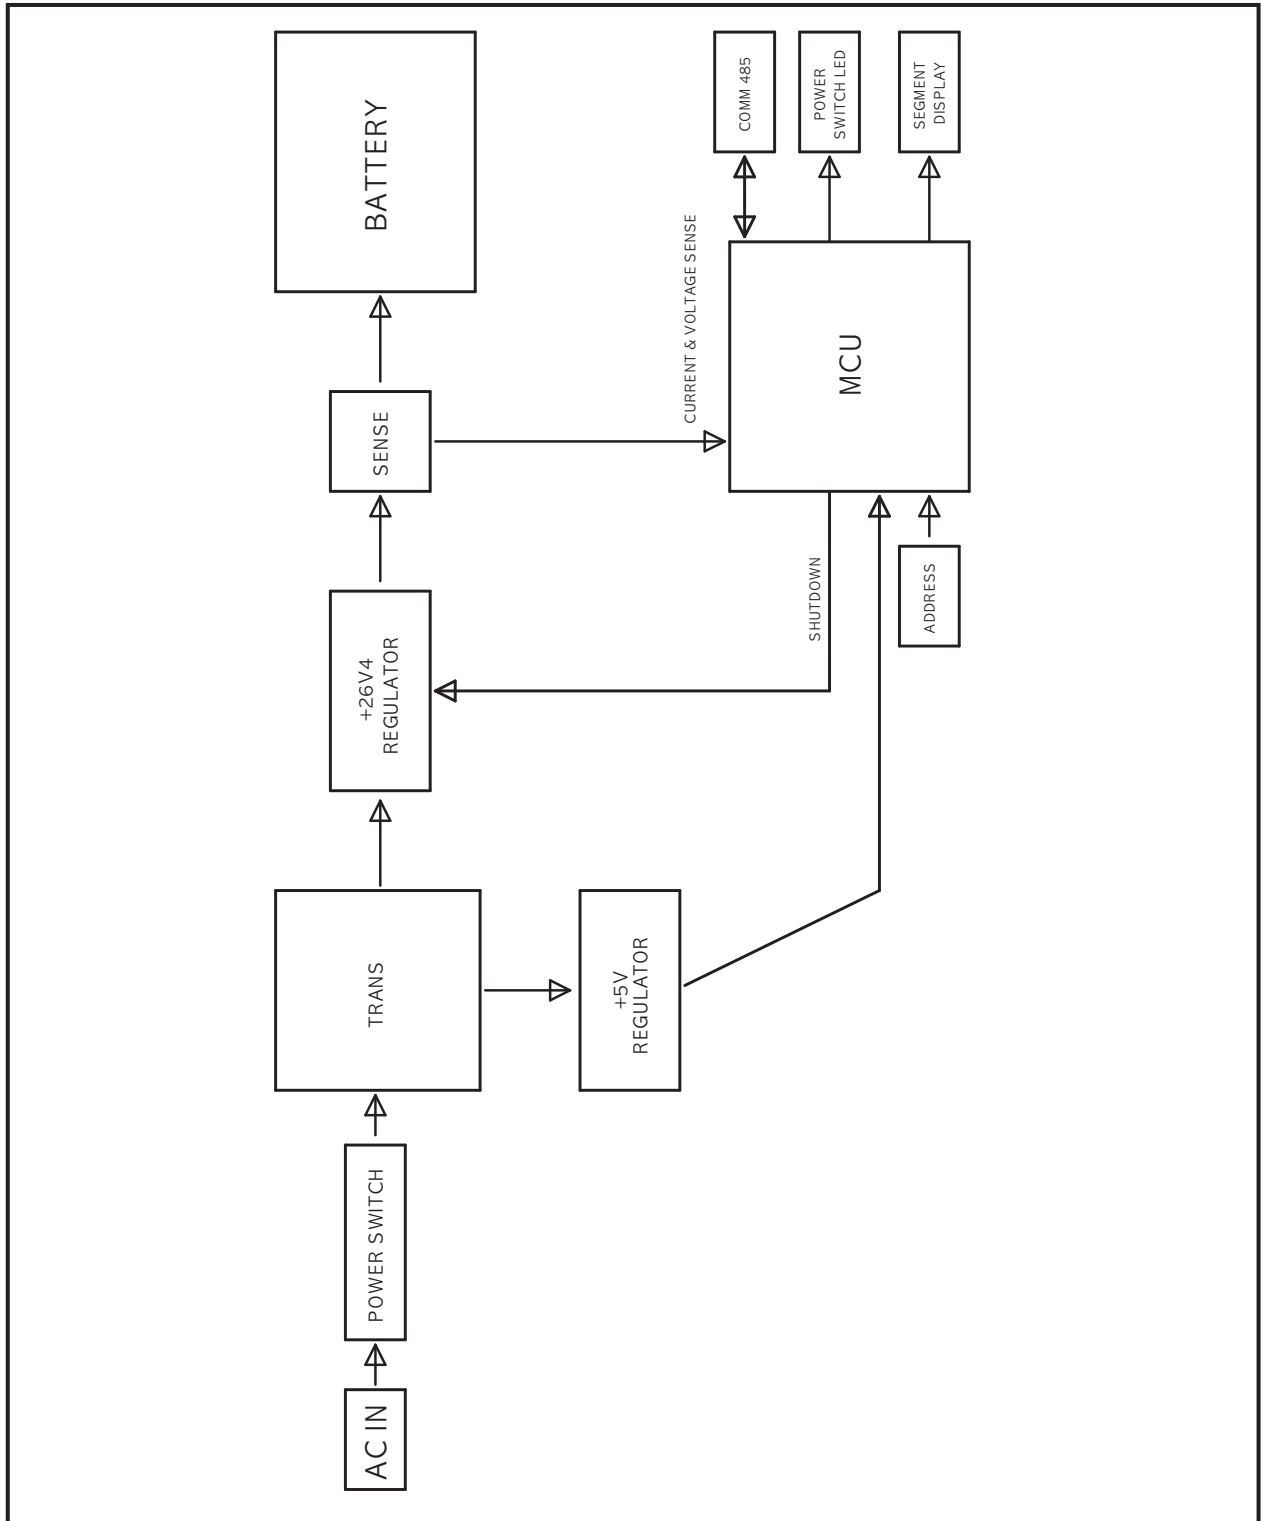 AC IN
POWER SWITCH
TRANS
+26V4
REGULATOR
SENSE
BATTERY
+5V
REGULATOR
SHUTDOWN
CURRENT & VOLTAGE SENSE
MCU
ADDRESS
COMM 485
POWER
SWITCH LED
SEGMENT
DISPLAY